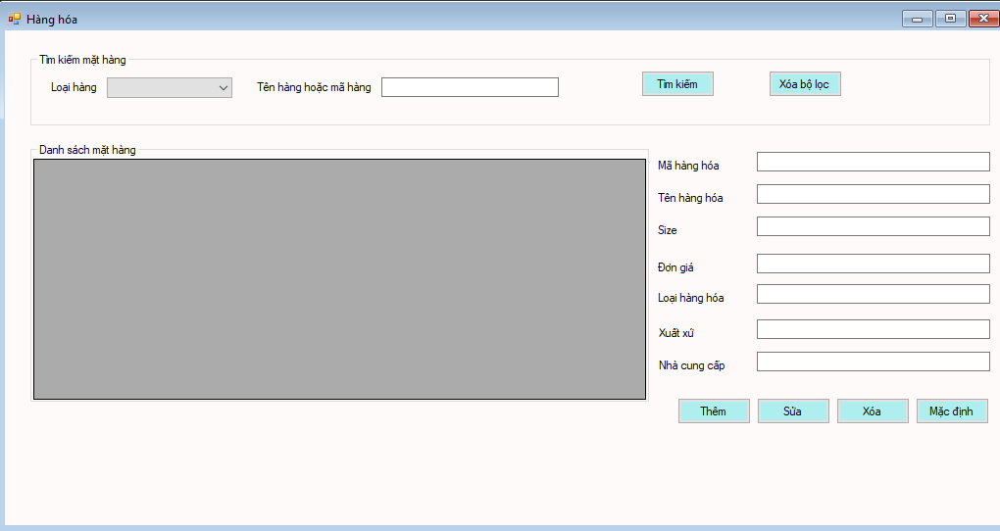 Hàng hóa
Tìm kiếm mặt hàng
Loại hàng
Tên hàng hoặc mã hàng
Tìm kiếm
Xóa bộ lọc
Danh sách mặt hàng
Mã hàng hóa
Tên hàng hóa
Size
Đơn giá
Loại hàng hóa
Xuất xứ
Nhà cung cấp
Thêm
Sửa
Xóa
Mặc định